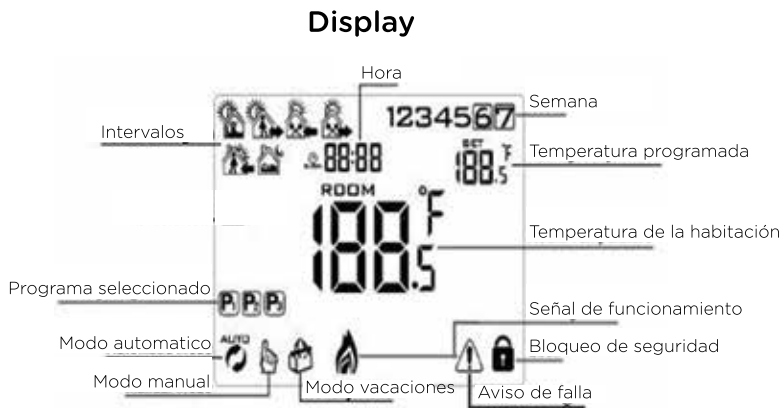 Display
Hora
Semana
1234567
Intervalos
88:88
SET
188.5 °F
Temperatura programada
ROOM
188.5 °F
Temperatura de la habitación
Programa seleccionado
P1 P2 P3
Señal de funcionamiento
Modo automatico
AUTO
Bloqueo de seguridad
Modo manual
Modo vacaciones
Aviso de falla